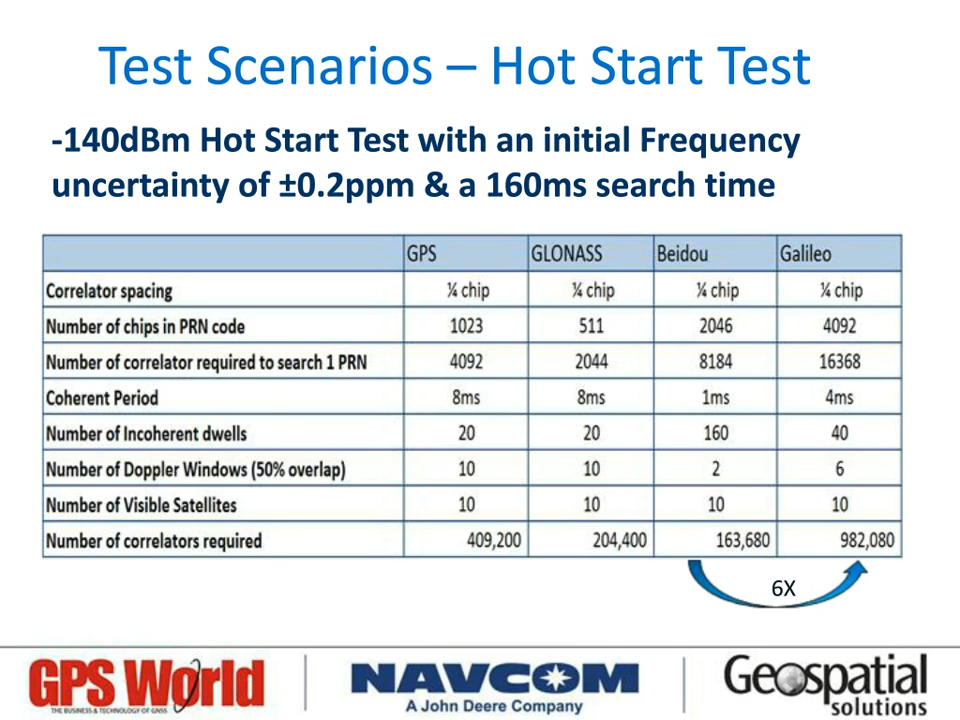 Test Scenarios – Hot Start Test
-140dBm Hot Start Test with an initial Frequency
uncertainty of ±0.2ppm & a 160ms search time
GPS GLONASS Beidou Galileo
Correlator spacing ¼ chip ¼ chip ¼ chip ¼ chip
Number of chips in PRN code 1023 511 2046 4092
Number of correlator required to search 1 PRN 4092 2044 8184 16368
Coherent Period 8ms 8ms 1ms 4ms
Number of Incoherent dwells 20 20 160 40
Number of Doppler Windows (50% overlap) 10 10 2 6
Number of Visible Satellites 10 10 10 10
Number of correlators required 409,200 204,400 163,680 982,080
6X
GPS World
THE BUSINESS & TECHNOLOGY OF GNSS
NAVCOM
A John Deere Company
Geospatial
solutions